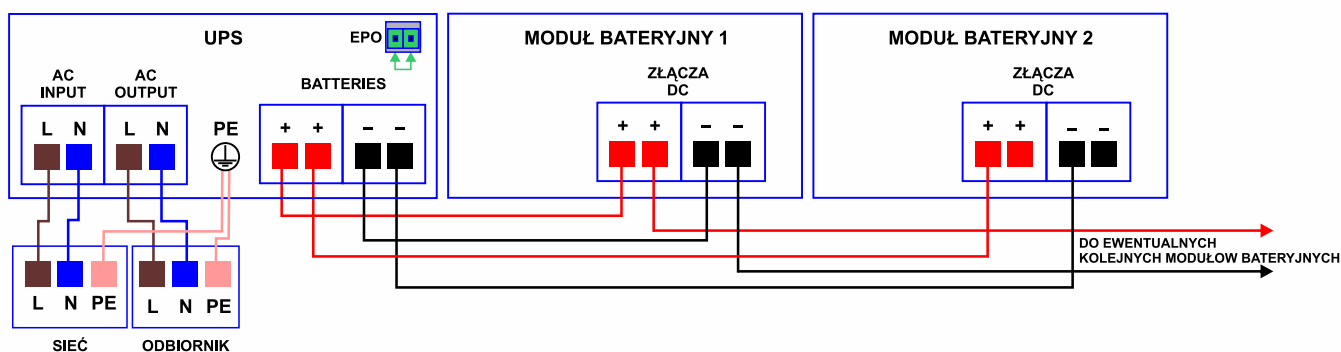 UPS
EPO
AC
INPUT
AC
OUTPUT
L N L N
PE
BATTERIES
+ + – –
MODUŁ BATERYJNY 1
ZŁĄCZA
DC
+ + – –
MODUŁ BATERYJNY 2
ZŁĄCZA
DC
+ + – –
DO EWENTUALNYCH
KOLEJNYCH MODUŁOW BATERYJNYCH
L N PE
SIEĆ
L N PE
ODBIORNIK